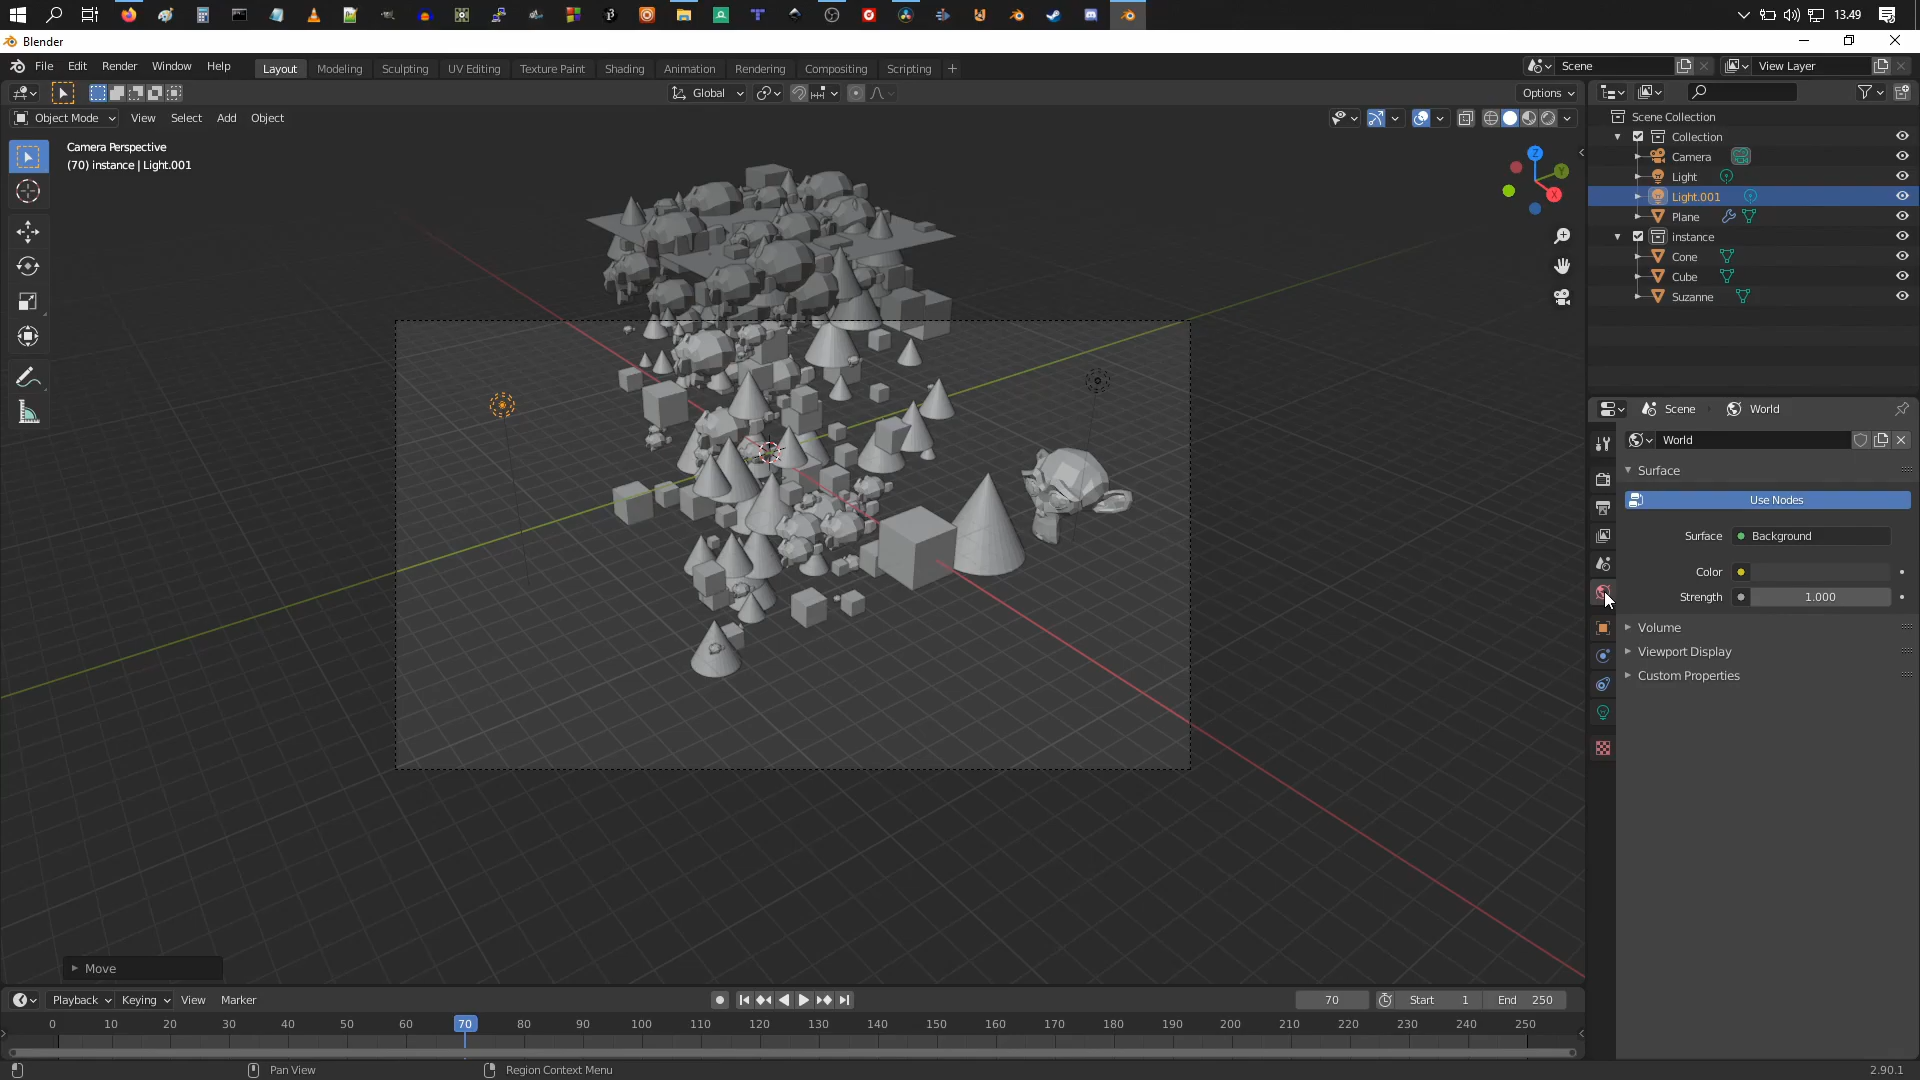 13.49
Blender
File Edit Render Window Help
Layout Modeling Sculpting UV Editing Texture Paint Shading Animation Rendering Compositing Scripting +
Scene
View Layer
Global
Options
Object Mode View Select Add Object
Camera Perspective
(70) instance | Light.001
Z
Y
X
Scene Collection
Collection
Camera
Light
Light.001
Plane
instance
Cone
Cube
Suzanne
Scene > World
World
Surface
Use Nodes
Surface Background
Color
Strength 1.000
Volume
Viewport Display
Custom Properties
Move
Playback Keying View Marker
70 Start 1 End 250
0 10 20 30 40 50 60 70 80 90 100 110 120 130 140 150 160 170 180 190 200 210 220 230 240 250
Pan View
Region Context Menu
2.90.1